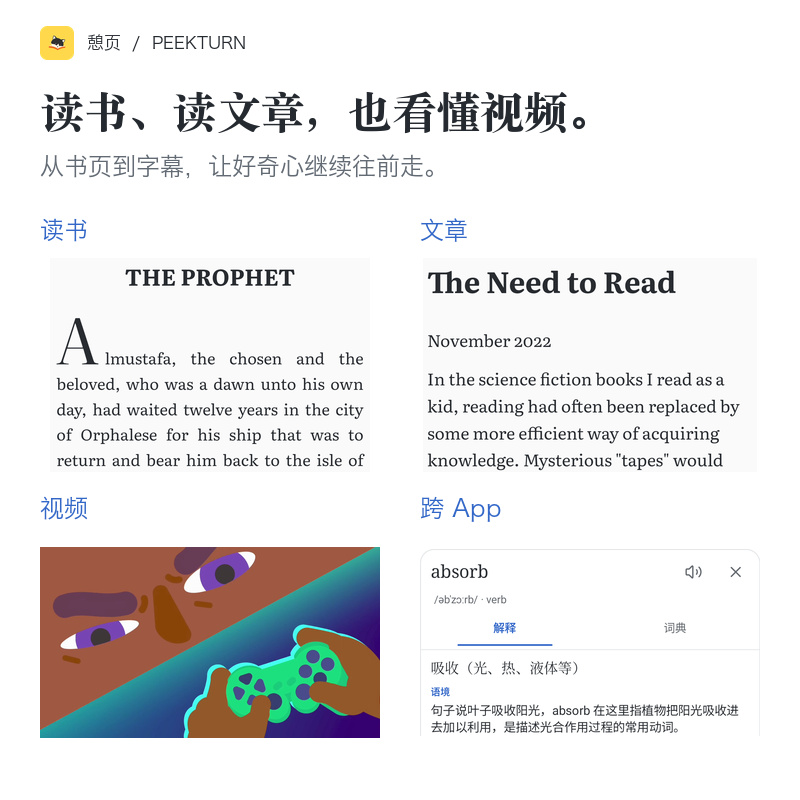 憩页 / PEEKTURN
读书、读文章，也看懂视频。
从书页到字幕，让好奇心继续往前走。
读书
THE PROPHET
Almustafa, the chosen and the
beloved, who was a dawn unto his own
day, had waited twelve years in the city
of Orphalese for his ship that was to
return and bear him back to the isle of
文章
The Need to Read
November 2022
In the science fiction books I read as a
kid, reading had often been replaced by
some more efficient way of acquiring
knowledge. Mysterious "tapes" would
视频
跨 App
absorb
/əb'zɔːrb/ · verb
解释
词典
吸收（光、热、液体等）
语境
句子说叶子吸收阳光，absorb 在这里指植物把阳光吸收进
去加以利用，是描述光合作用过程的常用动词。